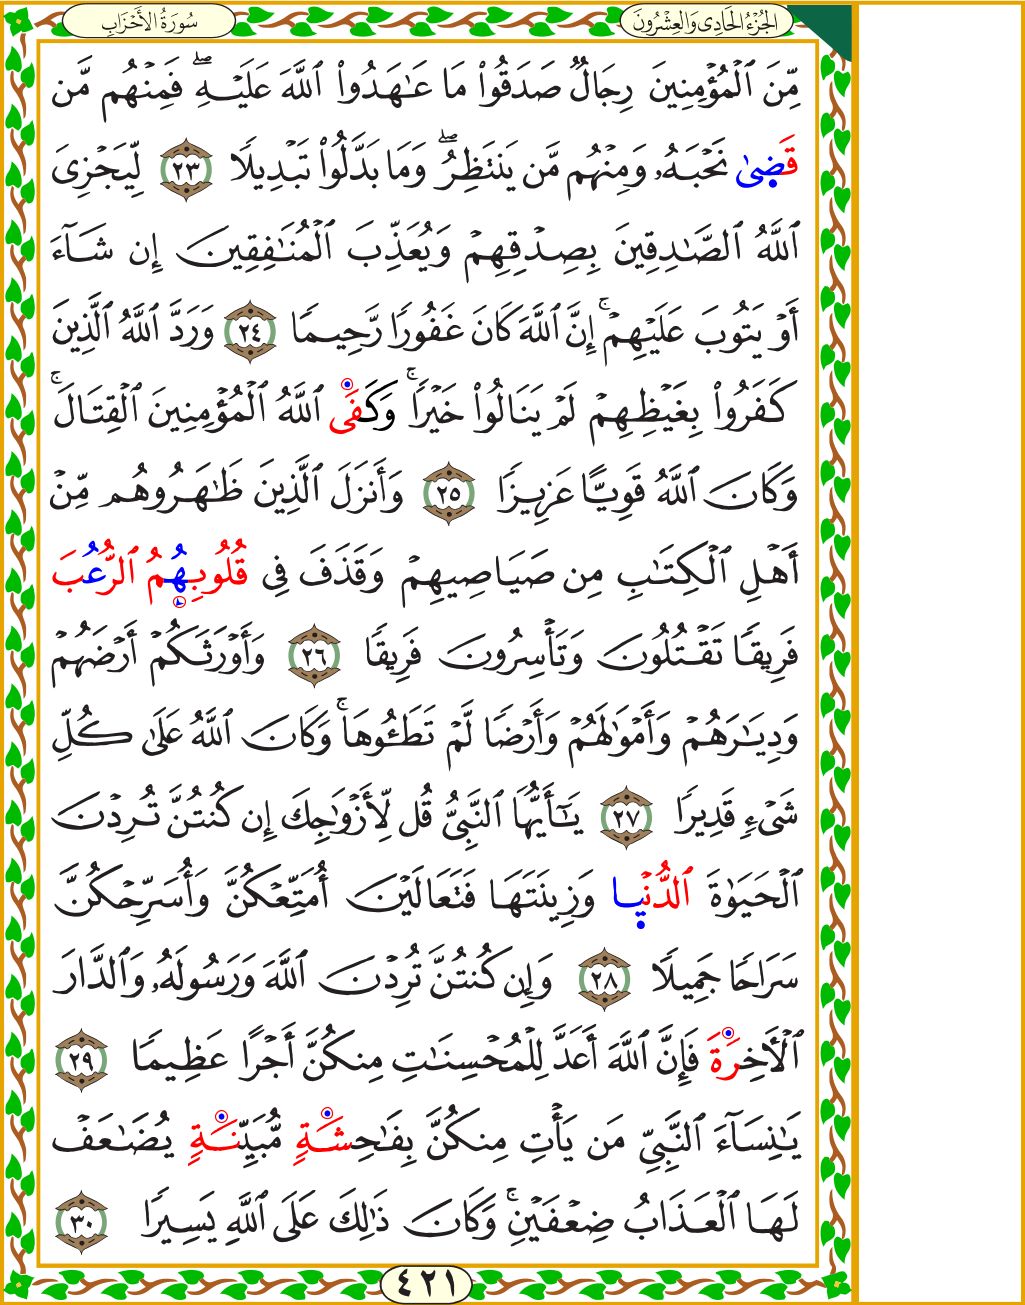 الجُزْءُ الحَادِى وَالعِشْرُونَ
سُورَةُ الأَحْزَابِ
مِّنَ ٱلْمُؤْمِنِينَ رِجَالٌ صَدَقُوا۟ مَا عَـٰهَدُوا۟ ٱللَّهَ عَلَيْهِ ۖ فَمِنْهُم مَّن
قَضىٰ نَحْبَهُۥ وَمِنْهُم مَّن يَنتَظِرُ ۖ وَمَا بَدَّلُوا۟ تَبْدِيلًا ٢٣ لِّيَجْزِىَ
ٱللَّهُ ٱلصَّـٰدِقِينَ بِصِدْقِهِمْ وَيُعَذِّبَ ٱلْمُنَـٰفِقِينَ إِن شَآءَ
أَوْ يَتُوبَ عَلَيْهِمْ ۚ إِنَّ ٱللَّهَ كَانَ غَفُورًا رَّحِيمًا ٢٤ وَرَدَّ ٱللَّهُ ٱلَّذِينَ
كَفَرُوا۟ بِغَيْظِهِمْ لَمْ يَنَالُوا۟ خَيْرًا ۚ وَكَفَى ٱللَّهُ ٱلْمُؤْمِنِينَ ٱلْقِتَالَ ۚ
وَكَانَ ٱللَّهُ قَوِيًّا عَزِيزًا ٢٥ وَأَنزَلَ ٱلَّذِينَ ظَـٰهَرُوهُم مِّنْ
أَهْلِ ٱلْكِتَـٰبِ مِن صَيَاصِيهِمْ وَقَذَفَ فِى قُلُوبِهُمُ ٱلرُّعُبَ
فَرِيقًا تَقْتُلُونَ وَتَأْسِرُونَ فَرِيقًا ٢٦ وَأَوْرَثَكُمْ أَرْضَهُمْ
وَدِيَـٰرَهُمْ وَأَمْوَٰلَهُمْ وَأَرْضًا لَّمْ تَطَـُٔوهَا ۚ وَكَانَ ٱللَّهُ عَلَىٰ كُلِّ
شَىْءٍ قَدِيرًا ٢٧ يَـٰٓأَيُّهَا ٱلنَّبِىُّ قُل لِّأَزْوَٰجِكَ إِن كُنتُنَّ تُرِدْنَ
ٱلْحَيَوٰةَ ٱلدُّنْيا وَزِينَتَهَا فَتَعَالَيْنَ أُمَتِّعْكُنَّ وَأُسَرِّحْكُنَّ
سَرَاحًا جَمِيلًا ٢٨ وَإِن كُنتُنَّ تُرِدْنَ ٱللَّهَ وَرَسُولَهُۥ وَٱلدَّارَ
ٱلْـَٔاخِرَةَ فَإِنَّ ٱللَّهَ أَعَدَّ لِلْمُحْسِنَـٰتِ مِنكُنَّ أَجْرًا عَظِيمًا ٢٩
يَـٰنِسَآءَ ٱلنَّبِىِّ مَن يَأْتِ مِنكُنَّ بِفَـٰحِشَةٍ مُّبَيِّنَةٍ يُضَـٰعَفْ
لَهَا ٱلْعَذَابُ ضِعْفَيْنِ ۚ وَكَانَ ذَٰلِكَ عَلَى ٱللَّهِ يَسِيرًا ٣٠
٤٢١